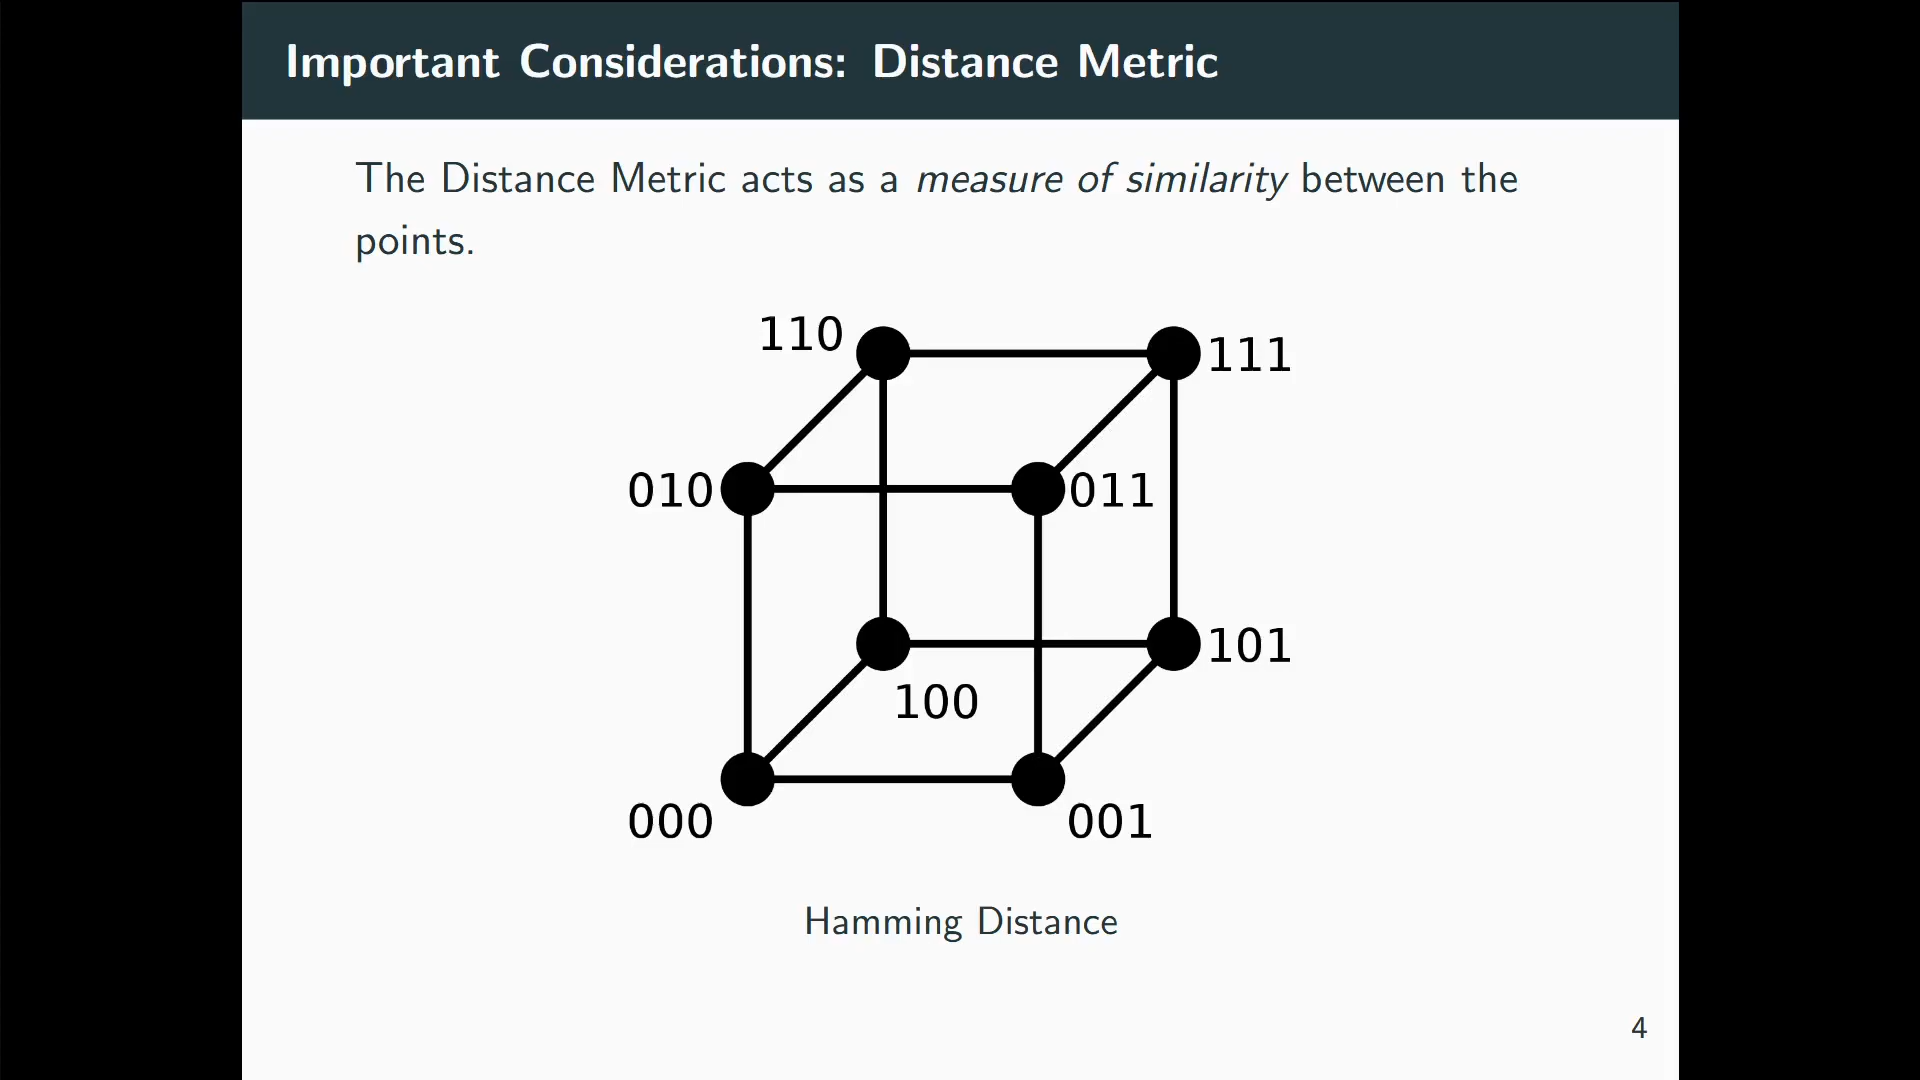 Important Considerations: Distance Metric
The Distance Metric acts as a measure of similarity between the
points.
110
111
010
011
100
101
000
001
Hamming Distance
4